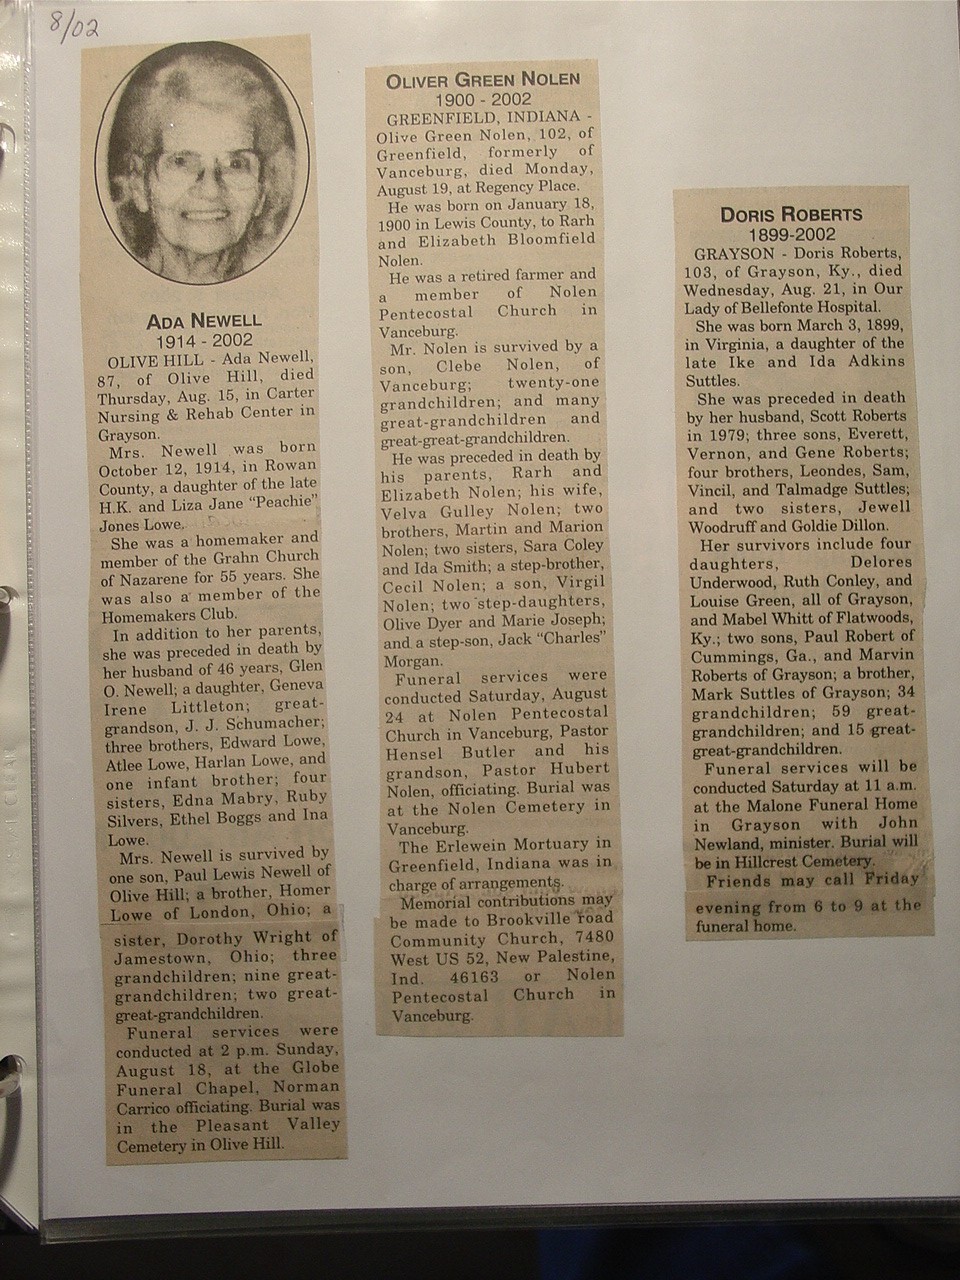 8/02
ADA NEWELL
1914 - 2002
OLIVE HILL - Ada Newell,
87, of Olive Hill, died
Thursday, Aug. 15, in Carter
Nursing & Rehab Center in
Grayson.
Mrs. Newell was born
October 12, 1914, in Rowan
County, a daughter of the late
H.K. and Liza Jane "Peachie"
Jones Lowe.
She was a homemaker and
member of the Grahn Church
of Nazarene for 55 years. She
was also a member of the
Homemakers Club.
In addition to her parents,
she was preceded in death by
her husband of 46 years, Glen
O. Newell; a daughter, Geneva
Irene Littleton; great-
grandson, J. J. Schumacher;
three brothers, Edward Lowe,
Atlee Lowe, Harlan Lowe, and
one infant brother; four
sisters, Edna Mabry, Ruby
Silvers, Ethel Boggs and Ina
Lowe.
Mrs. Newell is survived by
one son, Paul Lewis Newell of
Olive Hill; a brother, Homer
Lowe of London, Ohio; a
sister, Dorothy Wright of
Jamestown, Ohio; three
grandchildren; nine great-
grandchildren; two great-
great-grandchildren.
Funeral services were
conducted at 2 p.m. Sunday,
August 18, at the Globe
Funeral Chapel, Norman
Carrico officiating. Burial was
in the Pleasant Valley
Cemetery in Olive Hill.
OLIVER GREEN NOLEN
1900 - 2002
GREENFIELD, INDIANA -
Olive Green Nolen, 102, of
Greenfield, formerly of
Vanceburg, died Monday,
August 19, at Regency Place.
He was born on January 18,
1900 in Lewis County, to Rarh
and Elizabeth Bloomfield
Nolen.
He was a retired farmer and
a member of Nolen
Pentecostal Church in
Vanceburg.
Mr. Nolen is survived by a
son, Clebe Nolen, of
Vanceburg; twenty-one
grandchildren; and many
great-grandchildren and
great-great-grandchildren.
He was preceded in death by
his parents, Rarh and
Elizabeth Nolen; his wife,
Velva Gulley Nolen; two
brothers, Martin and Marion
Nolen; two sisters, Sara Coley
and Ida Smith; a step-brother,
Cecil Nolen; a son, Virgil
Nolen; two step-daughters,
Olive Dyer and Marie Joseph;
and a step-son, Jack "Charles"
Morgan.
Funeral services were
conducted Saturday, August
24 at Nolen Pentecostal
Church in Vanceburg, Pastor
Hensel Butler and his
grandson, Pastor Hubert
Nolen, officiating. Burial was
at the Nolen Cemetery in
Vanceburg.
The Erlewein Mortuary in
Greenfield, Indiana was in
charge of arrangements.
Memorial contributions may
be made to Brookville road
Community Church, 7480
West US 52, New Palestine,
Ind. 46163 or Nolen
Pentecostal Church in
Vanceburg.
DORIS ROBERTS
1899-2002
GRAYSON - Doris Roberts,
103, of Grayson, Ky., died
Wednesday, Aug. 21, in Our
Lady of Bellefonte Hospital.
She was born March 3, 1899,
in Virginia, a daughter of the
late Ike and Ida Adkins
Suttles.
She was preceded in death
by her husband, Scott Roberts
in 1979; three sons, Everett,
Vernon, and Gene Roberts;
four brothers, Leondes, Sam,
Vincil, and Talmadge Suttles;
and two sisters, Jewell
Woodruff and Goldie Dillon.
Her survivors include four
daughters, Delores
Underwood, Ruth Conley, and
Louise Green, all of Grayson,
and Mabel Whitt of Flatwoods,
Ky.; two sons, Paul Robert of
Cummings, Ga., and Marvin
Roberts of Grayson; a brother,
Mark Suttles of Grayson; 34
grandchildren; 59 great-
grandchildren; and 15 great-
great-grandchildren.
Funeral services will be
conducted Saturday at 11 a.m.
at the Malone Funeral Home
in Grayson with John
Newland, minister. Burial will
be in Hillcrest Cemetery.
Friends may call Friday
evening from 6 to 9 at the
funeral home.